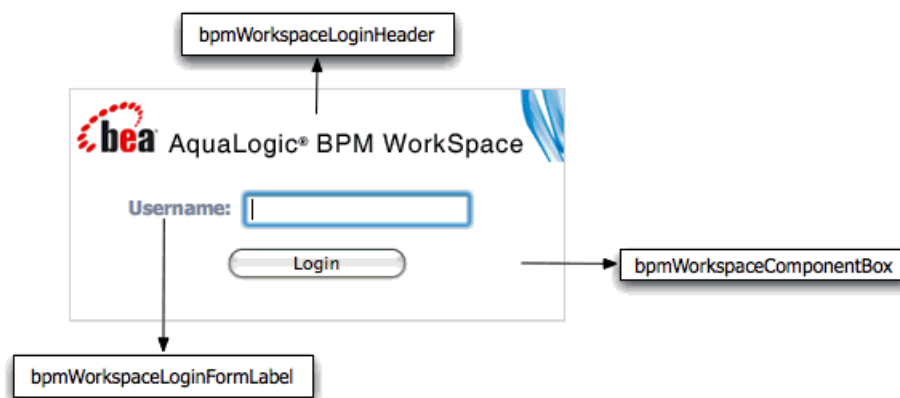 bpmWorkspaceLoginHeader
bea AquaLogic® BPM WorkSpace
Username:
Login
bpmWorkspaceComponentBox
bpmWorkspaceLoginFormLabel